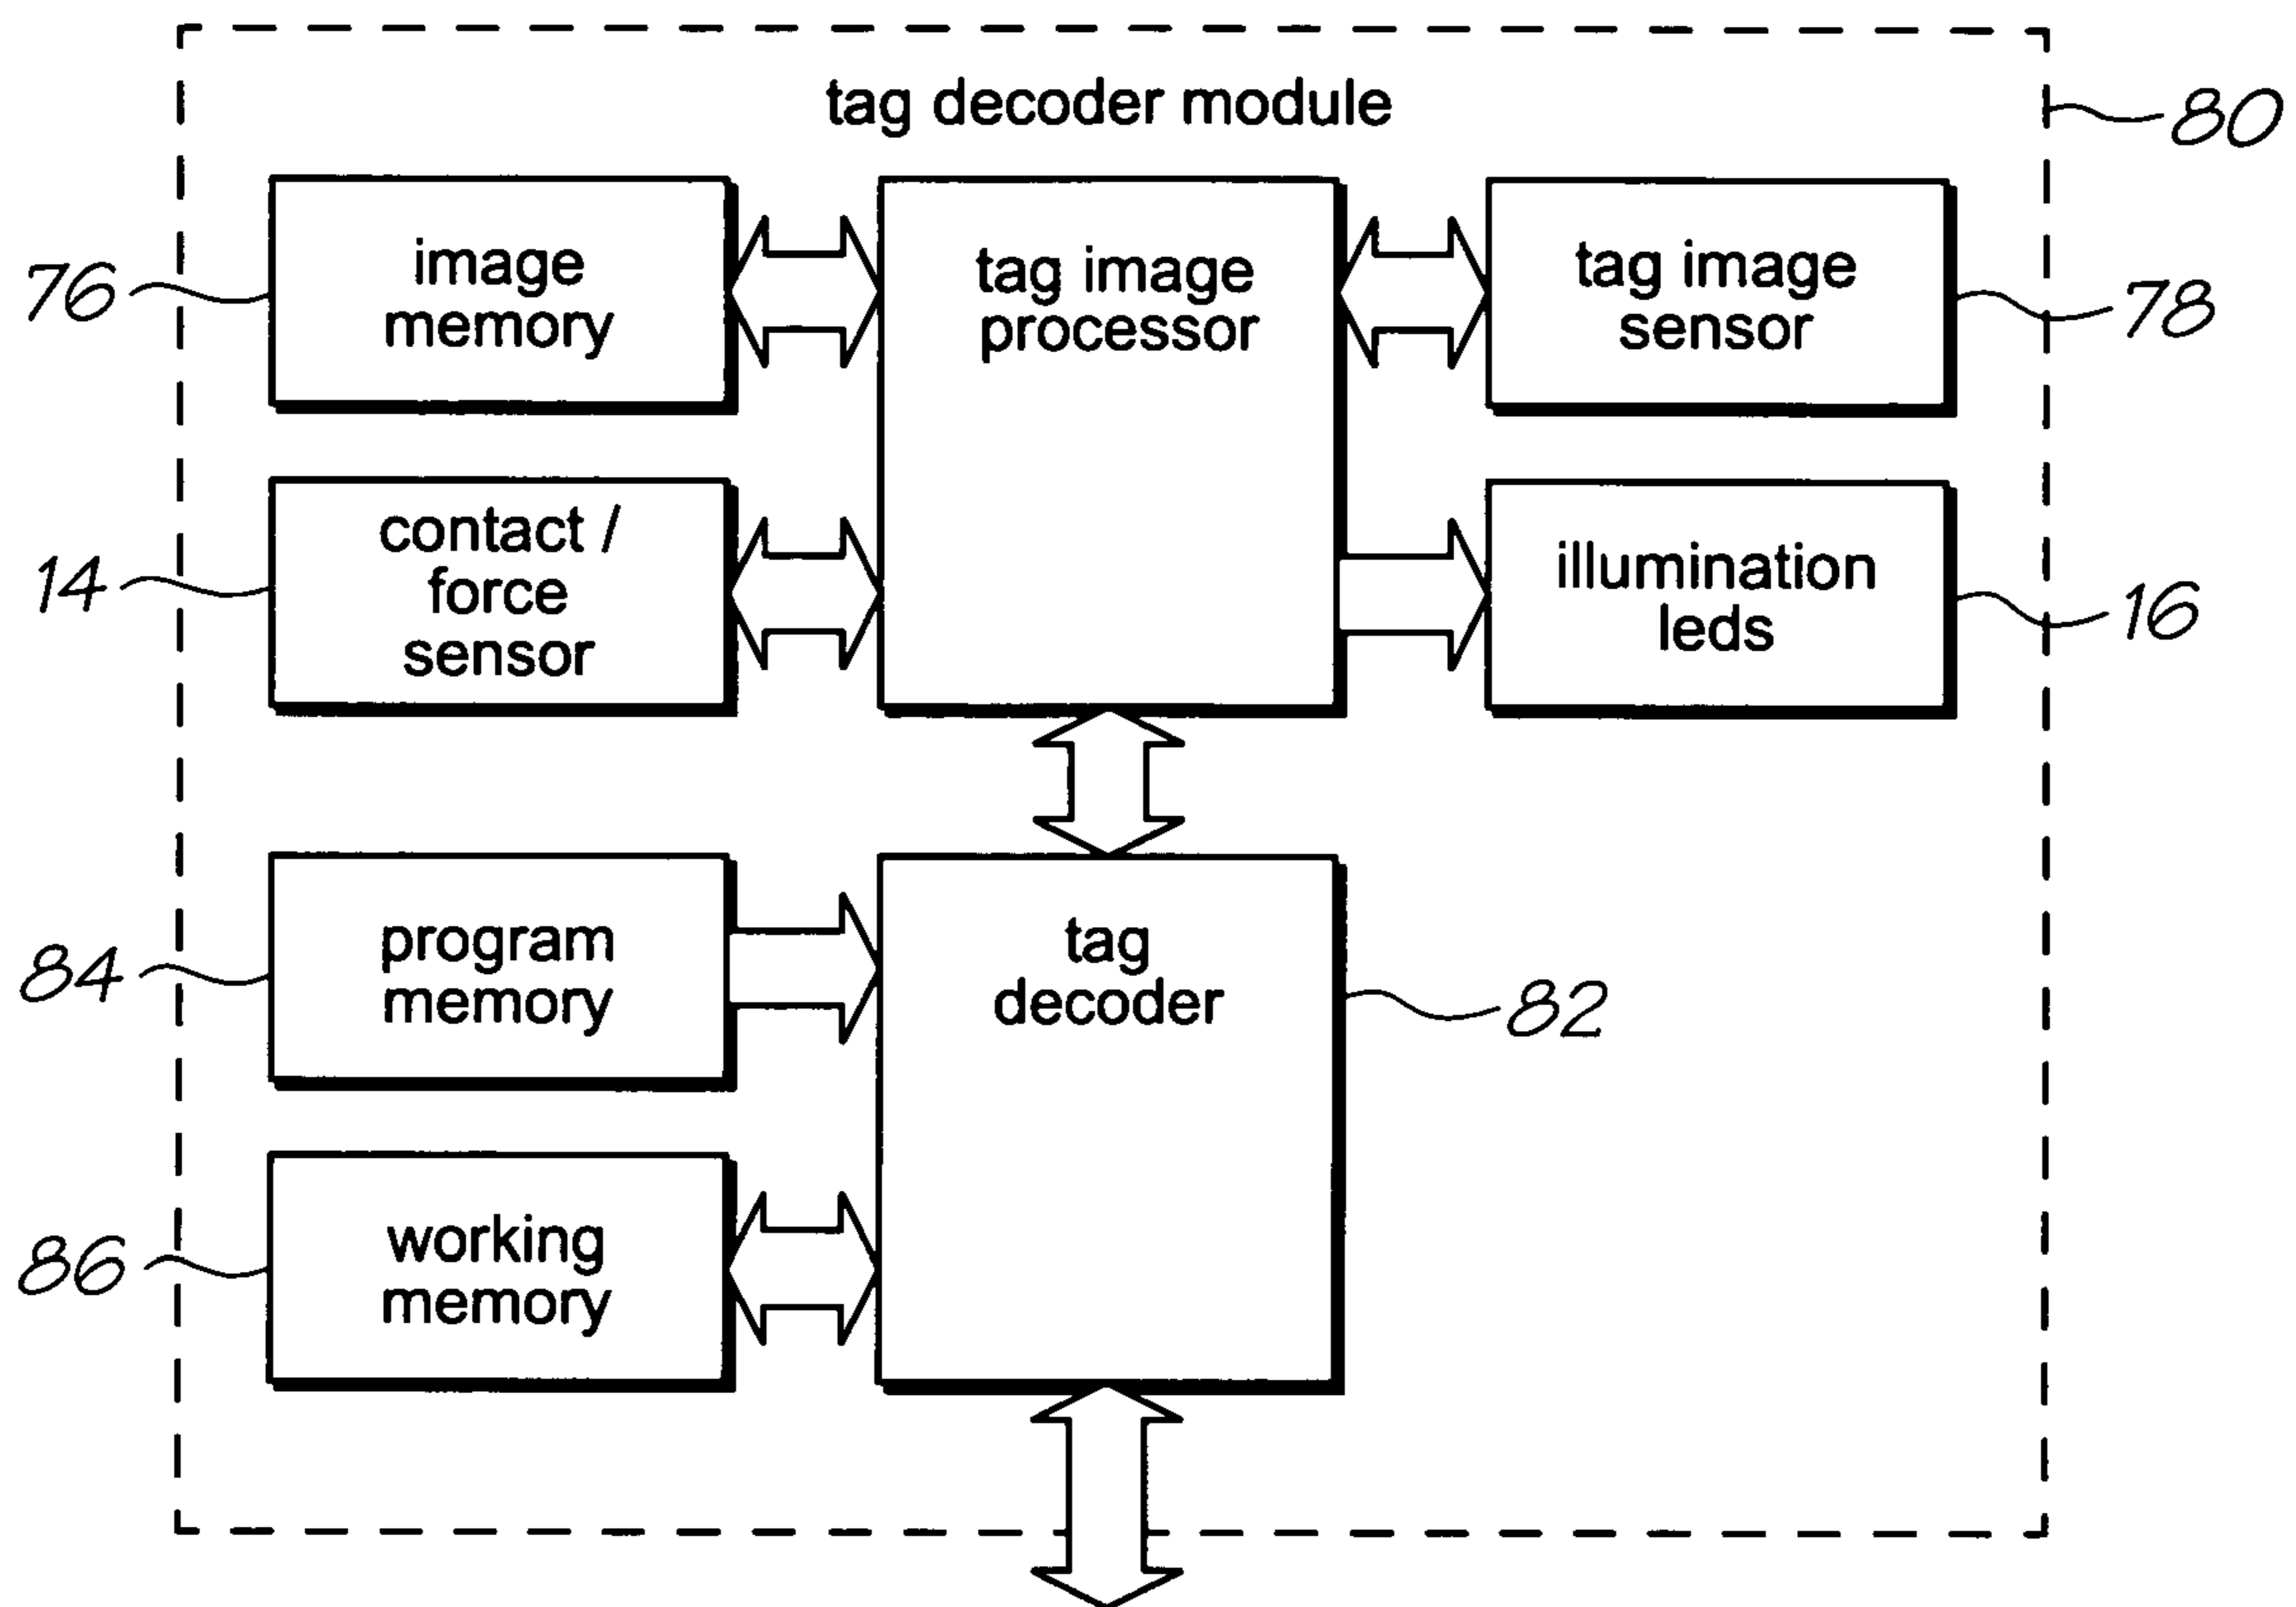 tag decoder module
80
image
memory
76
tag image
processor
tag image
sensor
78
contact /
force
sensor
14
illumination
leds
16
program
memory
84
tag
decoder
82
working
memory
86